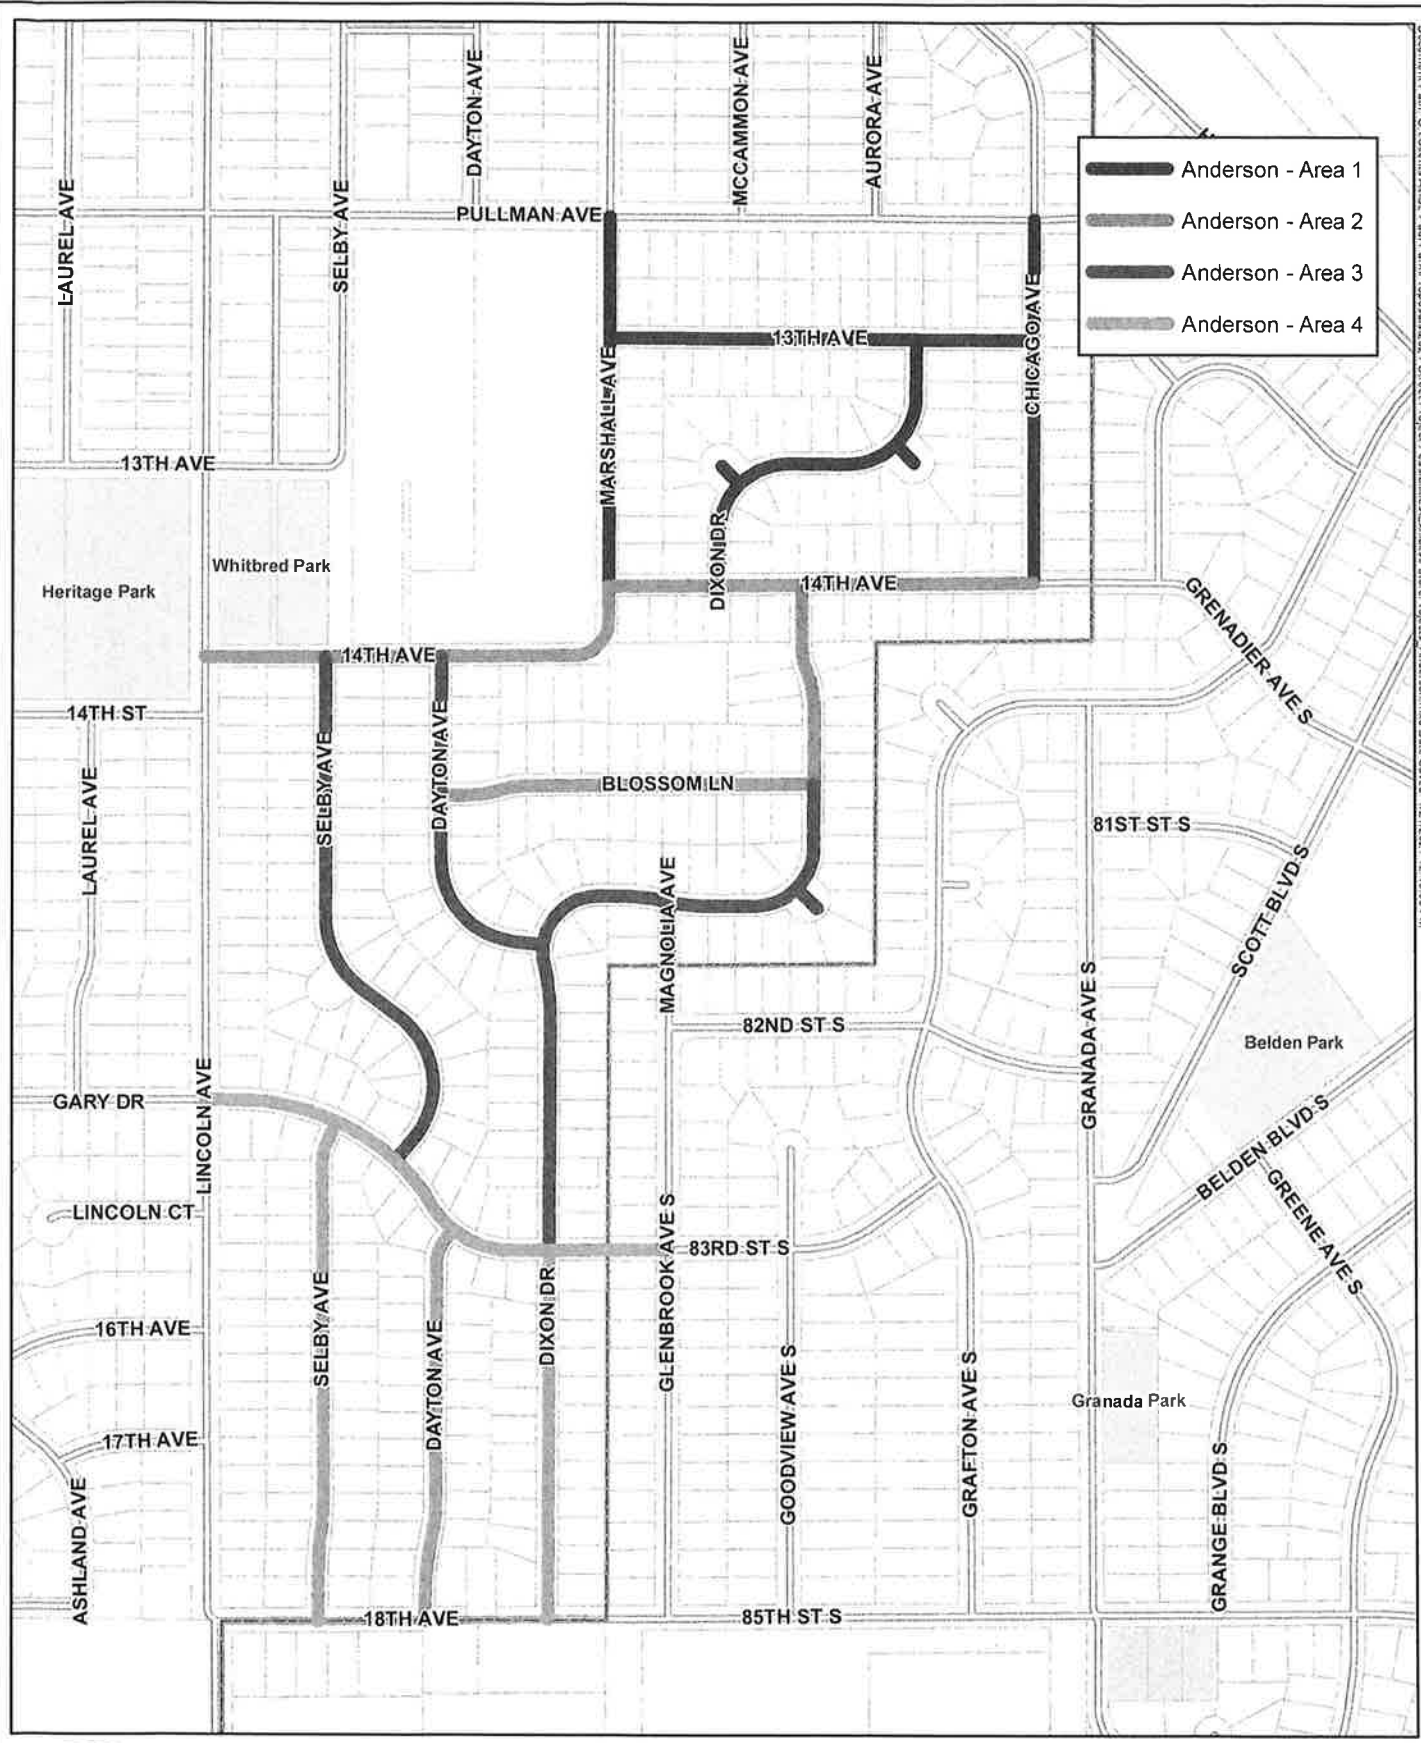 DAYTON AVE
MCCAMMON AVE
AURORA AVE
Anderson - Area 1
Anderson - Area 2
Anderson - Area 3
Anderson - Area 4
LAUREL AVE
SELBY AVE
PULLMAN AVE
13TH AVE
CHICAGO AVE
MARSHALL AVE
13TH AVE
DIXON DR
Whitbred Park
Heritage Park
14TH AVE
GRENADIER AVE S
14TH AVE
14TH ST
SELBY AVE
DAYTON AVE
BLOSSOM LN
LAUREL AVE
81ST ST S
SCOTT BLVD S
MAGNOLIA AVE
GRANADA AVE S
82ND ST S
Belden Park
GARY DR
LINCOLN AVE
BELDEN BLVD S
LINCOLN CT
GREENE AVE S
GLENBROOK AVE S
83RD ST S
SELBY AVE
DAYTON AVE
DIXON DR
16TH AVE
GOODVIEW AVE S
GRAFTON AVE S
Granada Park
17TH AVE
ASHLAND AVE
GRANGE BLVD S
18TH AVE
85TH ST S